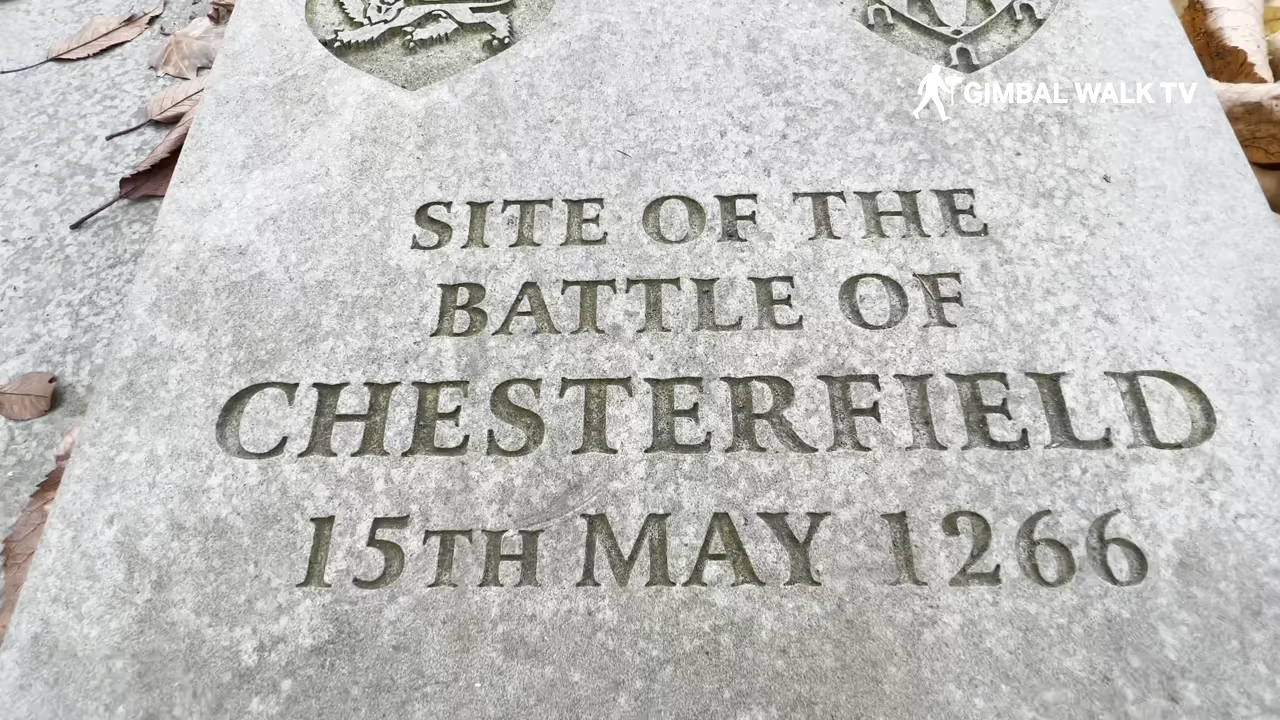 GIMBAL WALK TV
SITE OF THE
BATTLE OF
CHESTERFIELD
15TH MAY 1266